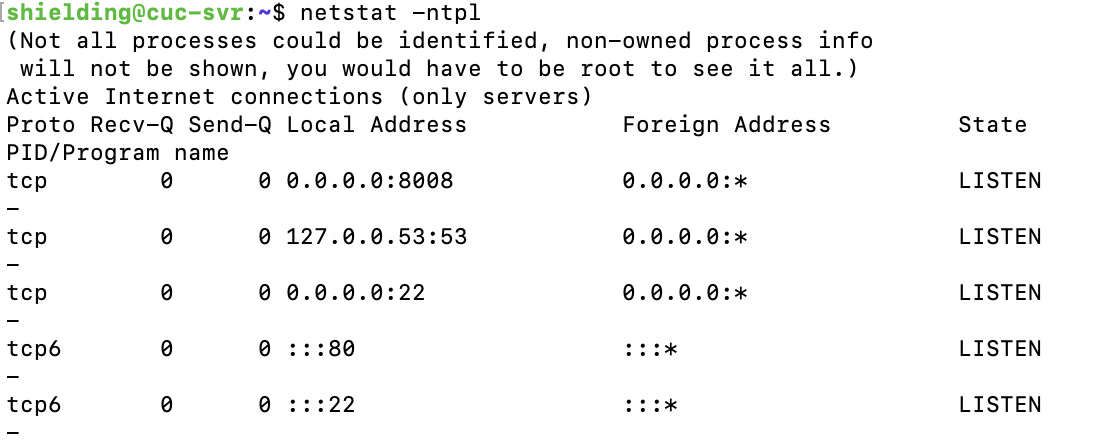 [shielding@cuc-svr:~$ netstat -ntpl
(Not all processes could be identified, non-owned process info
 will not be shown, you would have to be root to see it all.)
Active Internet connections (only servers)
Proto Recv-Q Send-Q Local Address           Foreign Address         State
PID/Program name
tcp        0      0 0.0.0.0:8008            0.0.0.0:*               LISTEN
-
tcp        0      0 127.0.0.53:53           0.0.0.0:*               LISTEN
-
tcp        0      0 0.0.0.0:22              0.0.0.0:*               LISTEN
-
tcp6       0      0 :::80                   :::*                    LISTEN
-
tcp6       0      0 :::22                   :::*                    LISTEN
-